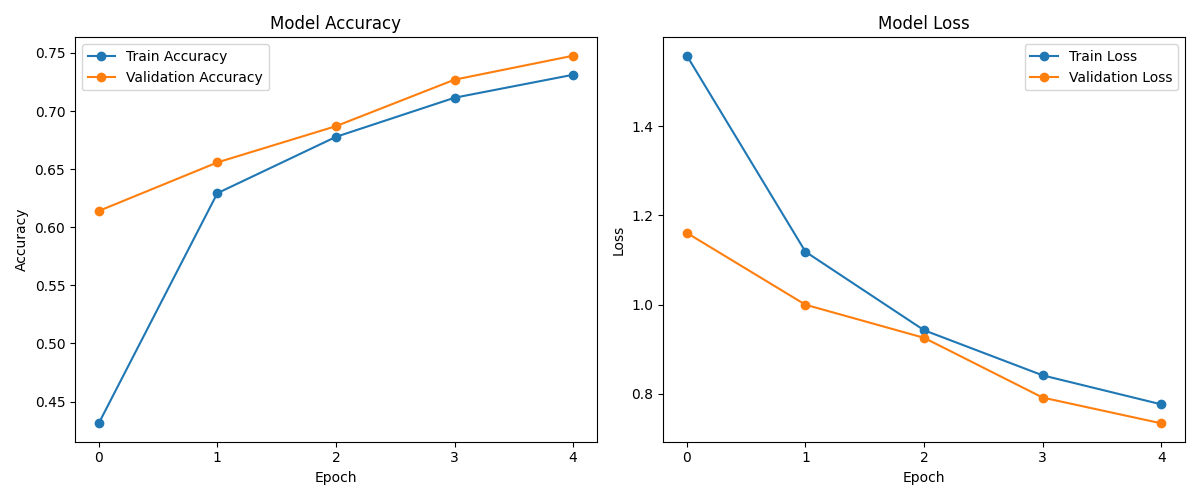 Model Accuracy
Train Accuracy
Validation Accuracy
Accuracy
0.75
0.70
0.65
0.60
0.55
0.50
0.45
0 1 2 3 4
Epoch
Model Loss
Train Loss
Validation Loss
Loss
1.4
1.2
1.0
0.8
0 1 2 3 4
Epoch